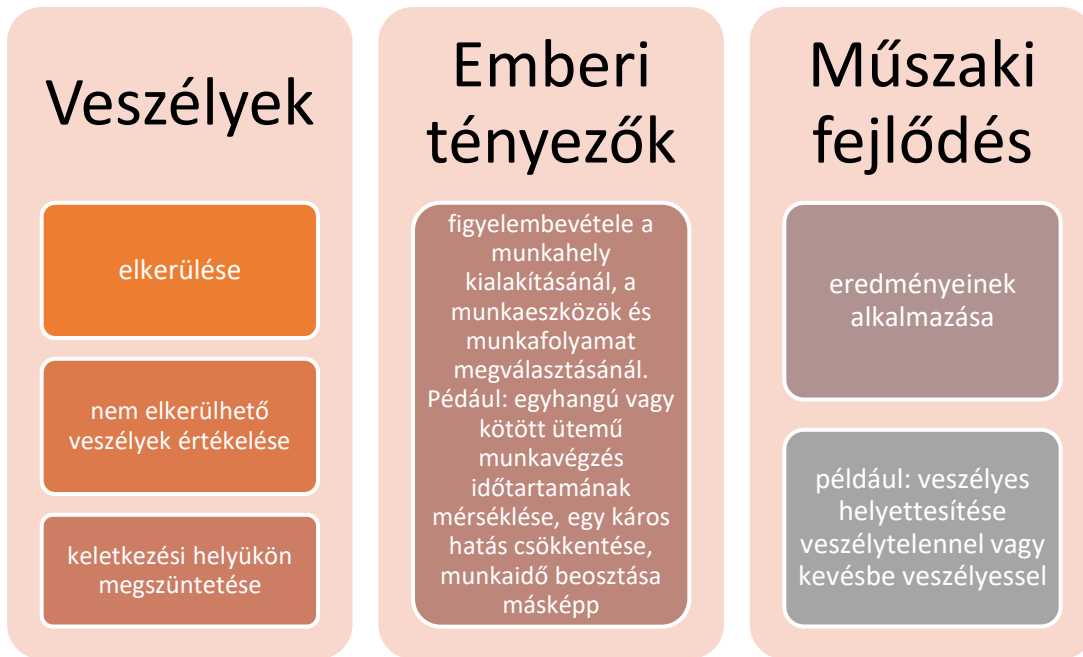 Veszélyek
elkerülése
nem elkerülhető
veszélyek értékelése
keletkezési helyükön
megszüntetése
Emberi
tényezők
figyelembevétele a
munkahely
kialakításánál, a
munkaeszközök és
munkafolyamat
megválasztásánál.
Pédául: egyhangú vagy
kötött ütemű
munkavégzés
időtartamának
mérséklése, egy káros
hatás csökkentése,
munkaidő beosztása
másképp
Műszaki
fejlődés
eredményeinek
alkalmazása
például: veszélyes
helyettesítése
veszélytelennel vagy
kevésbe veszélyessel